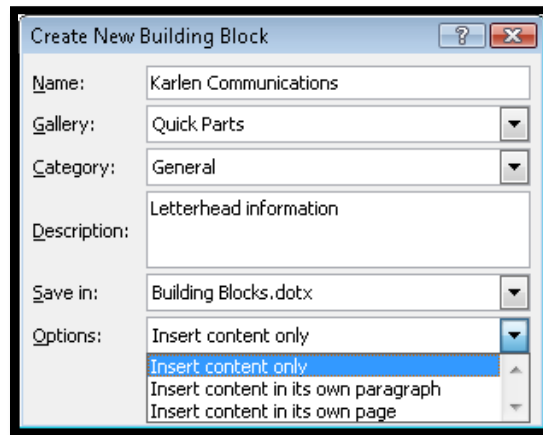 Create New Building Block
Name: Karlen Communications
Gallery: Quick Parts
Category: General
Description: Letterhead information
Save in: Building Blocks.dotx
Options: Insert content only
Insert content only
Insert content in its own paragraph
Insert content in its own page